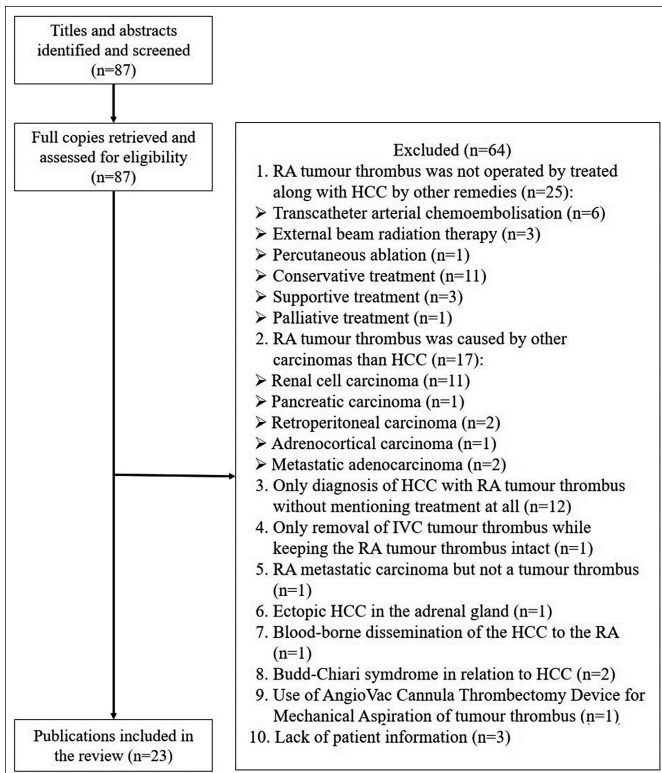 Titles and abstracts
identified and screened
(n=87)
Full copies retrieved and
assessed for eligibility
(n=87)
Excluded (n=64)
1. RA tumour thrombus was not operated by treated
along with HCC by other remedies (n=25):
➢ Transcatheter arterial chemoembolisation (n=6)
➢ External beam radiation therapy (n=3)
➢ Percutaneous ablation (n=1)
➢ Conservative treatment (n=11)
➢ Supportive treatment (n=3)
➢ Palliative treatment (n=1)
2. RA tumour thrombus was caused by other
carcinomas than HCC (n=17):
➢ Renal cell carcinoma (n=11)
➢ Pancreatic carcinoma (n=1)
➢ Retroperitoneal carcinoma (n=2)
➢ Adrenocortical carcinoma (n=1)
➢ Metastatic adenocarcinoma (n=2)
3. Only diagnosis of HCC with RA tumour thrombus
without mentioning treatment at all (n=12)
4. Only removal of IVC tumour thrombus while
keeping the RA tumour thrombus intact (n=1)
5. RA metastatic carcinoma but not a tumour thrombus
(n=1)
6. Ectopic HCC in the adrenal gland (n=1)
7. Blood-borne dissemination of the HCC to the RA
(n=1)
8. Budd-Chiari symdrome in relation to HCC (n=2)
9. Use of AngioVac Cannula Thrombectomy Device for
Mechanical Aspiration of tumour thrombus (n=1)
10. Lack of patient information (n=3)
Publications included in
the review (n=23)